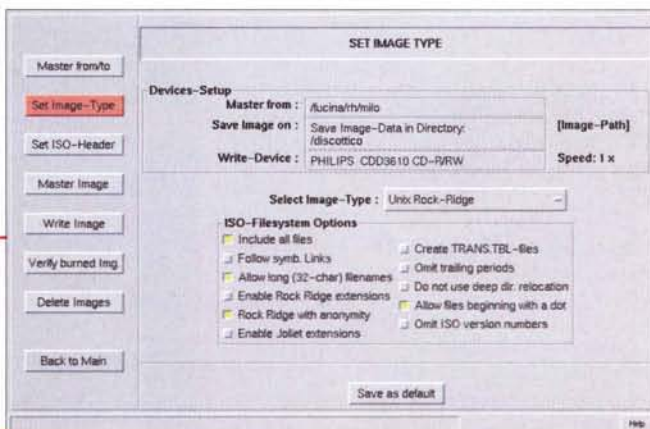 SET IMAGE TYPE
Master from/to
Set Image-Type
Set ISO-Header
Master Image
Write Image
Verify burned Img.
Delete Images
Back to Main
Devices-Setup
Master from : /lucina/rh/milo
Save Image on : Save Image-Data in Directory: [Image-Path]
/discottico
Write-Device : PHILIPS CDD3610 CD-R/RW Speed: 1 x
Select Image-Type : Unix Rock-Ridge
ISO-Filesystem Options
Include all files
Follow symb. Links
Allow long (32-char) filenames
Enable Rock Ridge extensions
Rock Ridge with anonymity
Enable Joliet extensions
Create TRANS.TBL-files
Omit trailing periods
Do not use deep dir. relocation
Allow files beginning with a dot
Omit ISO version numbers
Save as default
Help